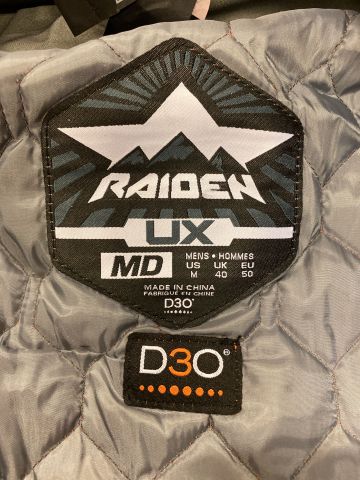 RAIDEN
UX
MD
MENS • HOMMES
US UK EU
M 40 50
MADE IN CHINA
FABRIQUÉ EN CHINE
D3O®
D3O®